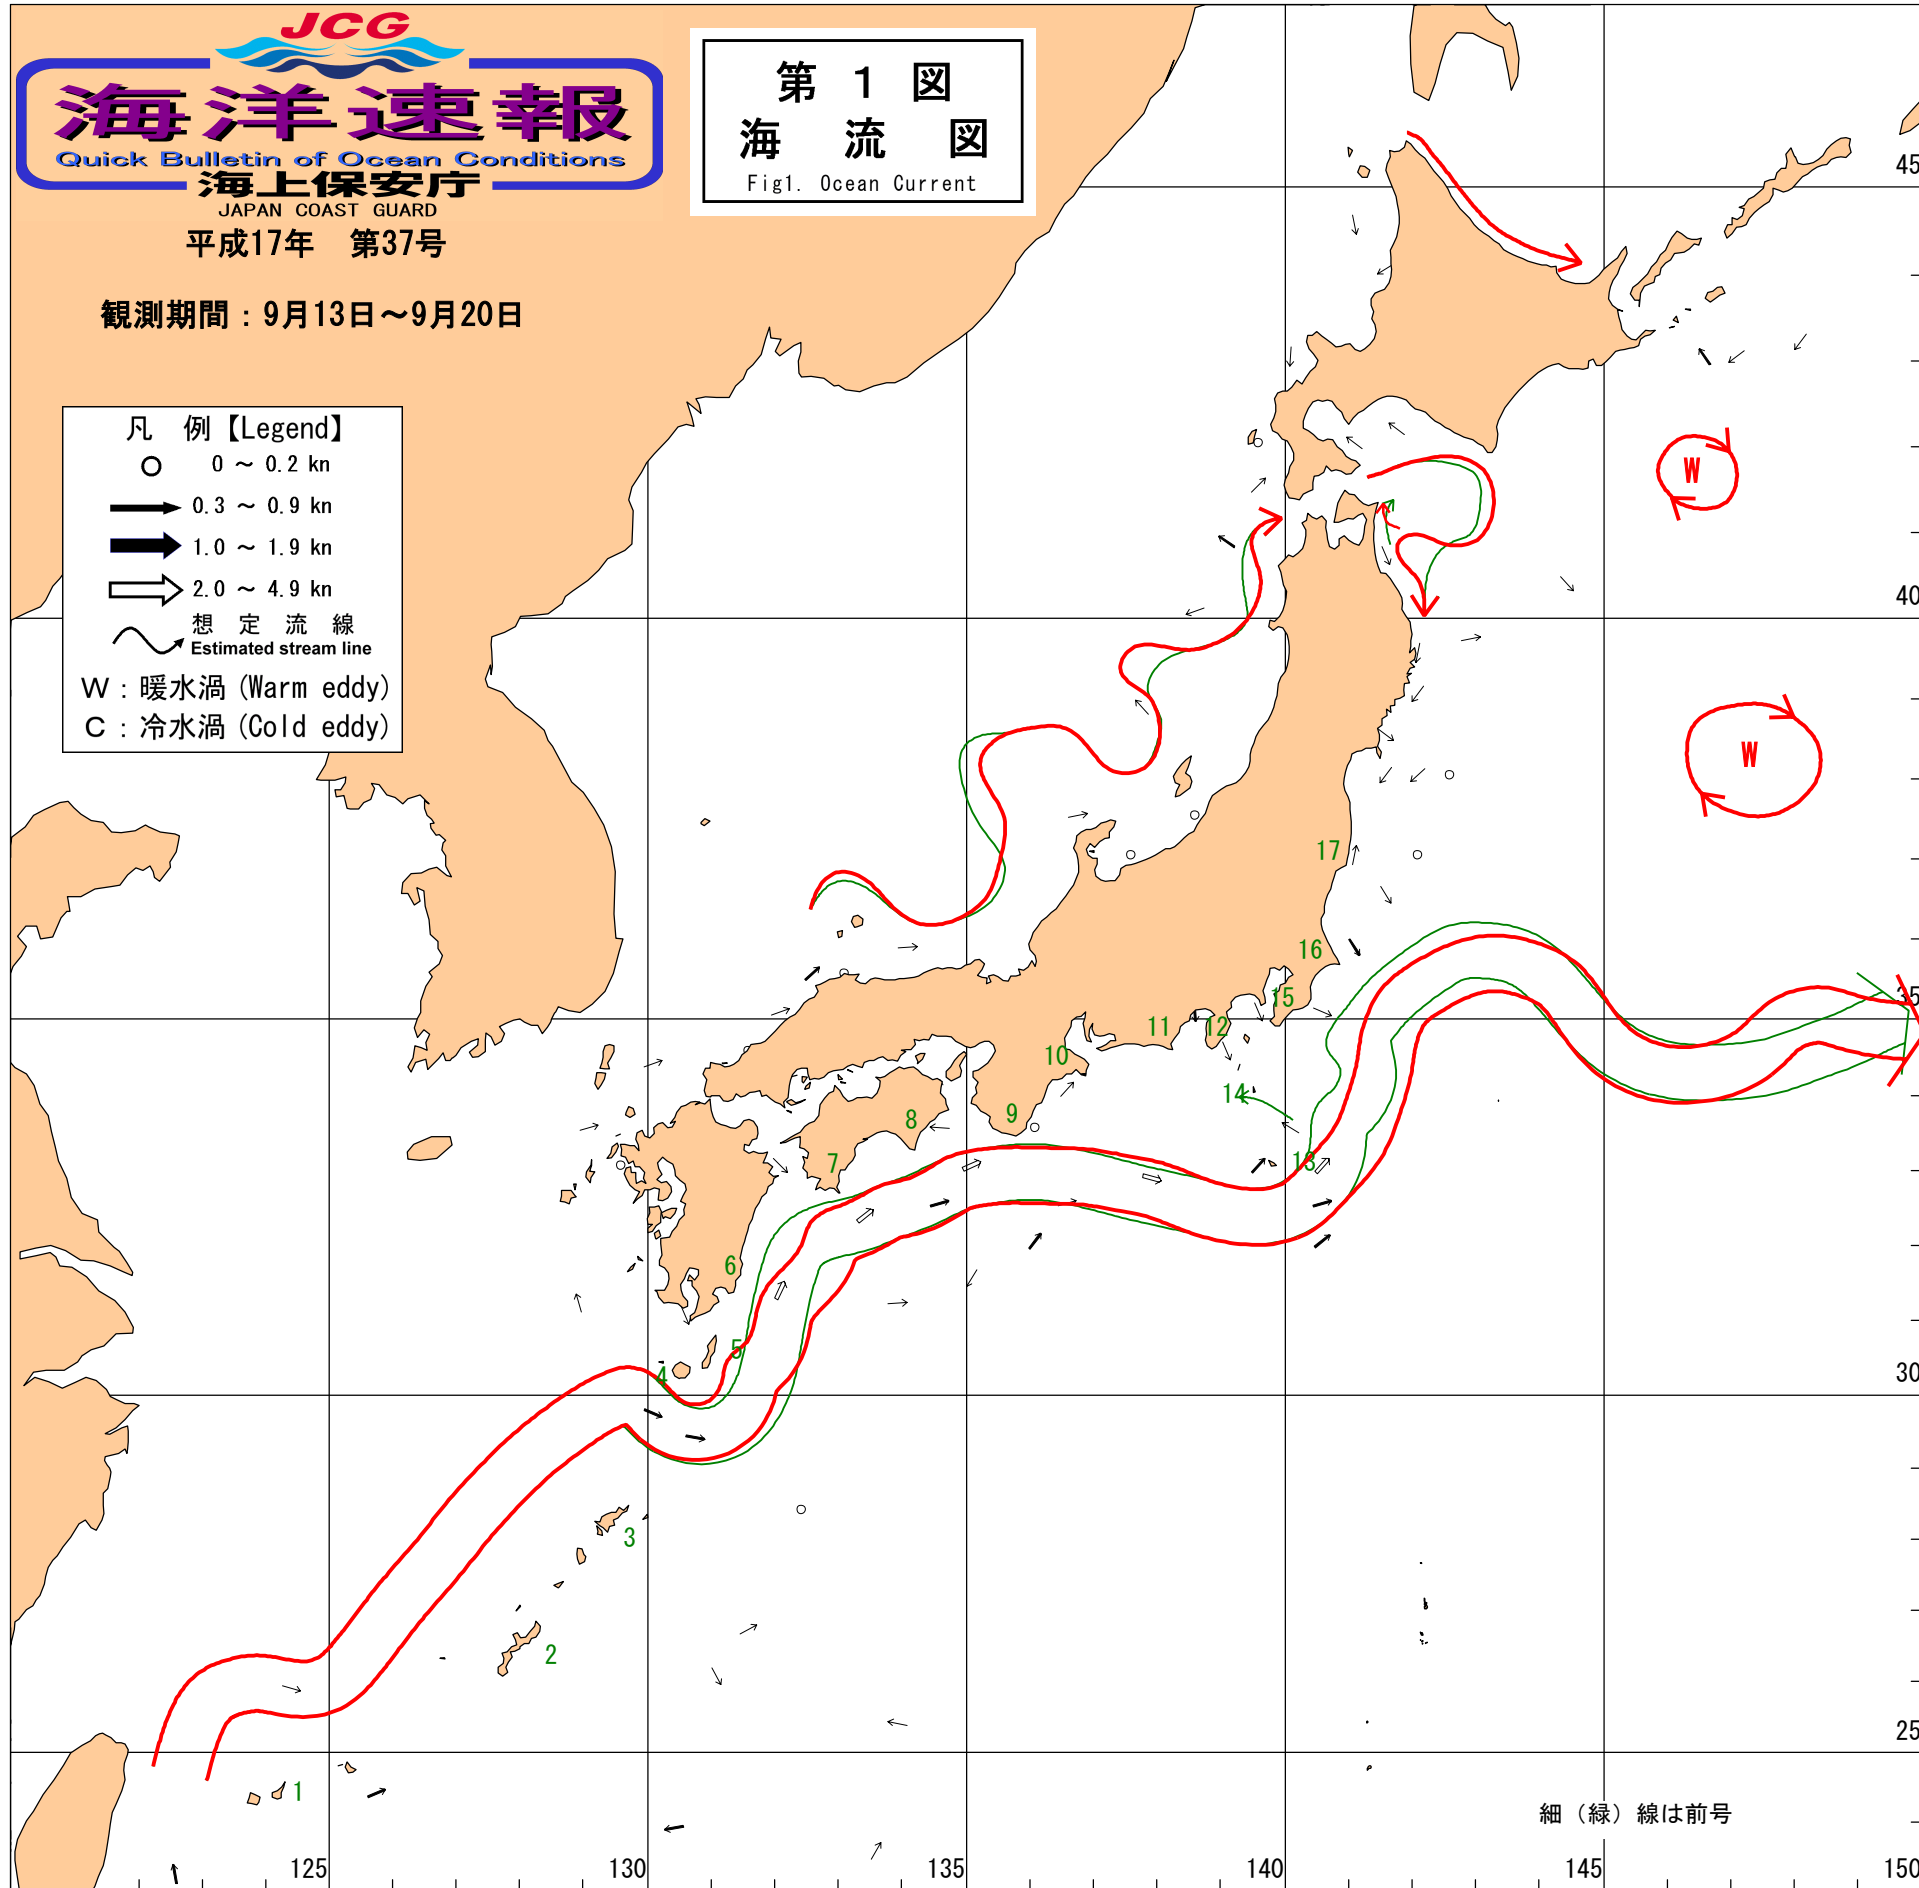 JCG
海洋速報
Quick Bulletin of Ocean Conditions
海上保安庁
JAPAN COAST GUARD
平成17年 第37号
観測期間：9月13日～9月20日
第 1 図
海 流 図
Fig1. Ocean Current
凡 例【Legend】
0 ～ 0.2 kn
0.3 ～ 0.9 kn
1.0 ～ 1.9 kn
2.0 ～ 4.9 kn
想 定 流 線
Estimated stream line
W：暖水渦(Warm eddy)
C：冷水渦(Cold eddy)
45
W
40
W
17
16
35
15
11
12
10
14
9
8
7
13
6
5
4
30
3
2
25
1
細（緑）線は前号
125
130
135
140
145
150